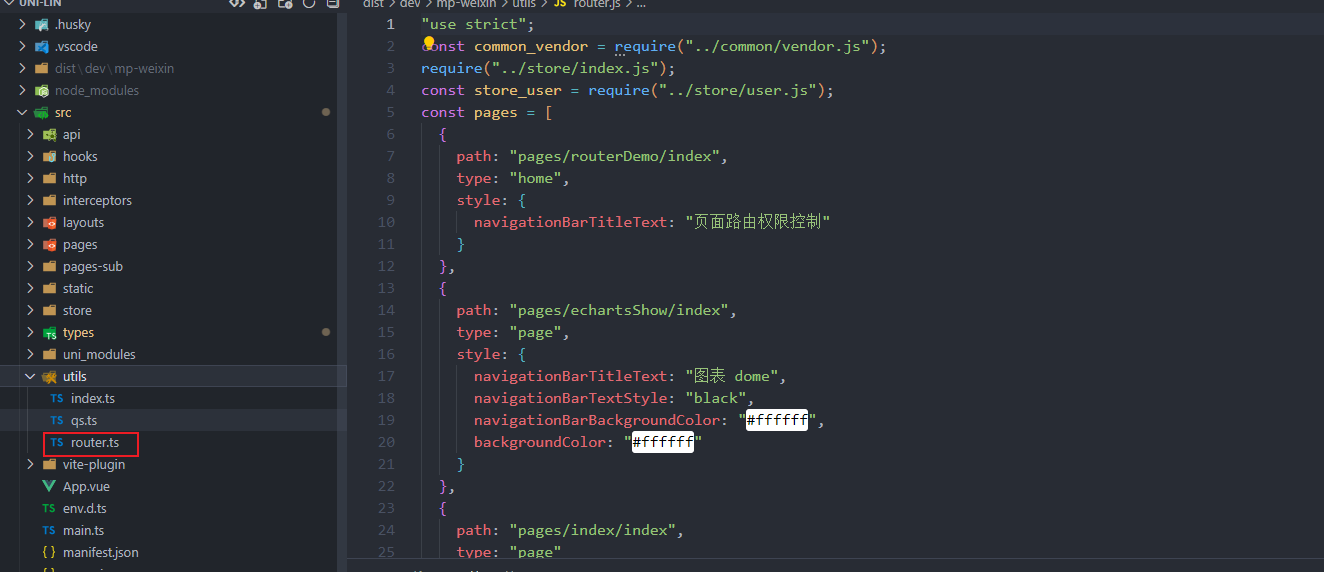 UNI-LIN
.husky
.vscode
dist\dev\mp-weixin
node_modules
src
api
hooks
http
interceptors
layouts
pages
pages-sub
static
store
types
uni_modules
utils
TS index.ts
TS qs.ts
TS router.ts
vite-plugin
App.vue
TS env.d.ts
TS main.ts
{ } manifest.json
dist > dev > mp-weixin > utils > JS router.js > ...
1 "use strict";
2 const common_vendor = require("../common/vendor.js");
3 require("../store/index.js");
4 const store_user = require("../store/user.js");
5 const pages = [
6 {
7 path: "pages/routerDemo/index",
8 type: "home",
9 style: {
10 navigationBarTitleText: "页面路由权限控制"
11 }
12 },
13 {
14 path: "pages/echartsShow/index",
15 type: "page",
16 style: {
17 navigationBarTitleText: "图表 dome",
18 navigationBarTextStyle: "black",
19 navigationBarBackgroundColor: "#ffffff",
20 backgroundColor: "#ffffff"
21 }
22 },
23 {
24 path: "pages/index/index",
25 type: "page"